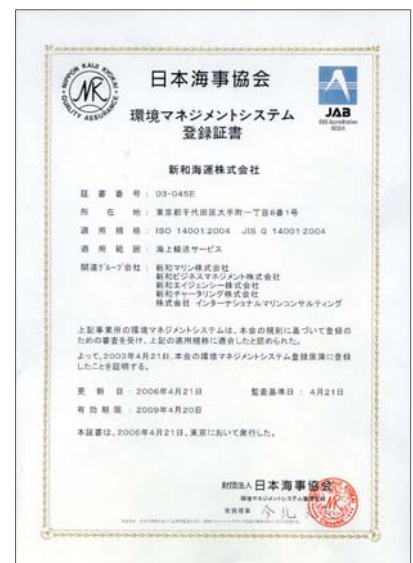 NIPPON KAIJI KYOKAI
NK
QUALITY ASSURANCE
JAB
日本海事協会
環境マネジメントシステム
登録証書
新和海運株式会社
証書番号：03-045E
所在地：東京都千代田区大手町一丁目8番1号
適用規格：ISO 14001:2004 JIS Q 14001:2004
適用範囲：海上輸送サービス
関連グループ会社：新和マリン株式会社
新和ビジネスマネジメント株式会社
新和エイジェンシー株式会社
新和チャータリング株式会社
株式会社 インターナショナルマリンコンサルティング
上記事業所の環境マネジメントシステムは、本会の規則に基づいて登録の
ための審査を受け、上記の適用規格に適合したと認められた。
よって、2003年4月21日、本会の環境マネジメントシステム登録原簿に登録
したことを証明する。
更新日：2006年4月21日 監査基準日：4月21日
有効期限：2009年4月20日
本証書は、2006年4月21日、東京において発行した。
財団法人 日本海事協会